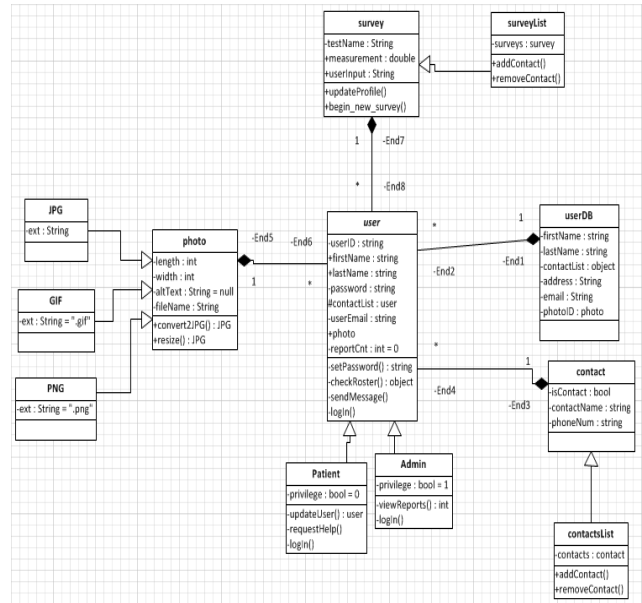 survey
-testName : String
+measurement : double
+userInput : String
+updateProfile()
+begin_new_survey()
surveyList
-surveys : survey
+addContact()
+removeContact()
1
-End7
*
-End8
JPG
-ext : String
GIF
-ext : String = ".gif"
PNG
-ext : String = ".png"
photo
-length : int
-width : int
-altText : String = null
-fileName : String
+convert2JPG() : JPG
+resize() : JPG
-End5
-End6
1
*
user
-userID : string
+firstName : string
+lastName : string
-password : string
#contactList : user
-userEmail : string
+photo
-reportCnt : int = 0
-setPassword() : string
-checkRoster() : object
-sendMessage()
-logIn()
*
1
-End2
-End1
userDB
-firstName : string
-lastName : string
-contactList : object
-address : String
-email : String
-photoID : photo
*
1
-End4
-End3
contact
-isContact : bool
-contactName : string
-phoneNum : string
Patient
-privilege : bool = 0
-updateUser() : user
-requestHelp()
-logIn()
Admin
-privilege : bool = 1
-viewReports() : int
-logIn()
contactsList
-contacts : contact
+addContact()
+removeContact()